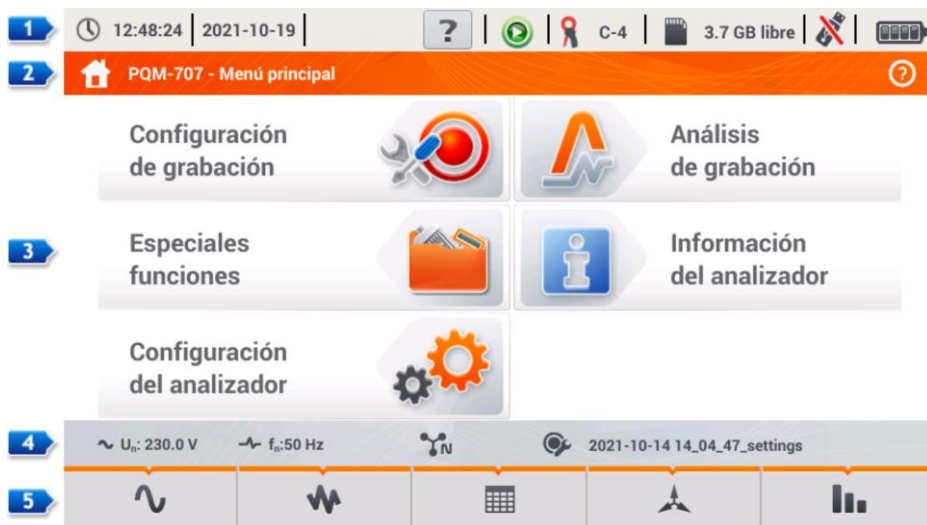 1
12:48:24 2021-10-19 ? C-4 3.7 GB libre
2
PQM-707 - Menú principal ?
Configuración
de grabación
Análisis
de grabación
3
Especiales
funciones
Información
del analizador
Configuración
del analizador
4
Uₙ: 230.0 V fₙ:50 Hz N 2021-10-14 14_04_47_settings
5